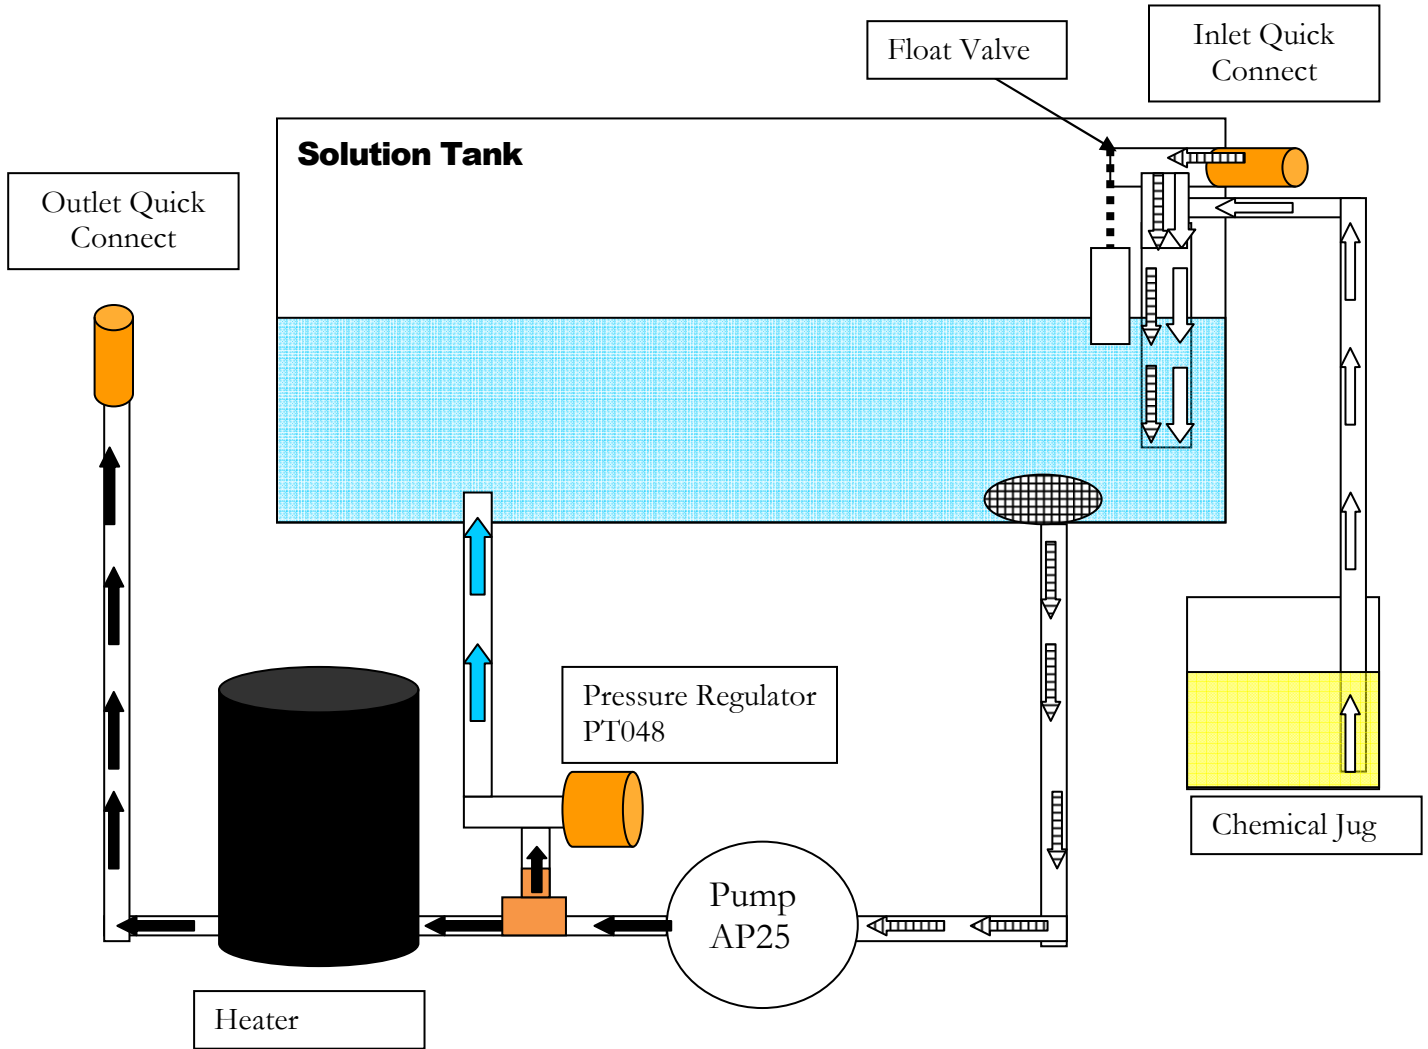 Float Valve
Inlet Quick
Connect
Solution Tank
Outlet Quick
Connect
Pressure Regulator
PT048
Chemical Jug
Pump
AP25
Heater